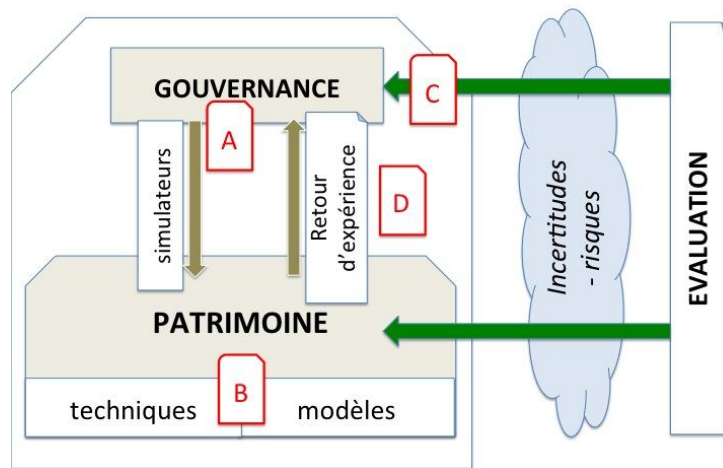 GOUVERNANCE
C
A
simulateurs
Retour
d'expérience
D
Incertitudes
- risques
EVALUATION
PATRIMOINE
B
techniques
modèles